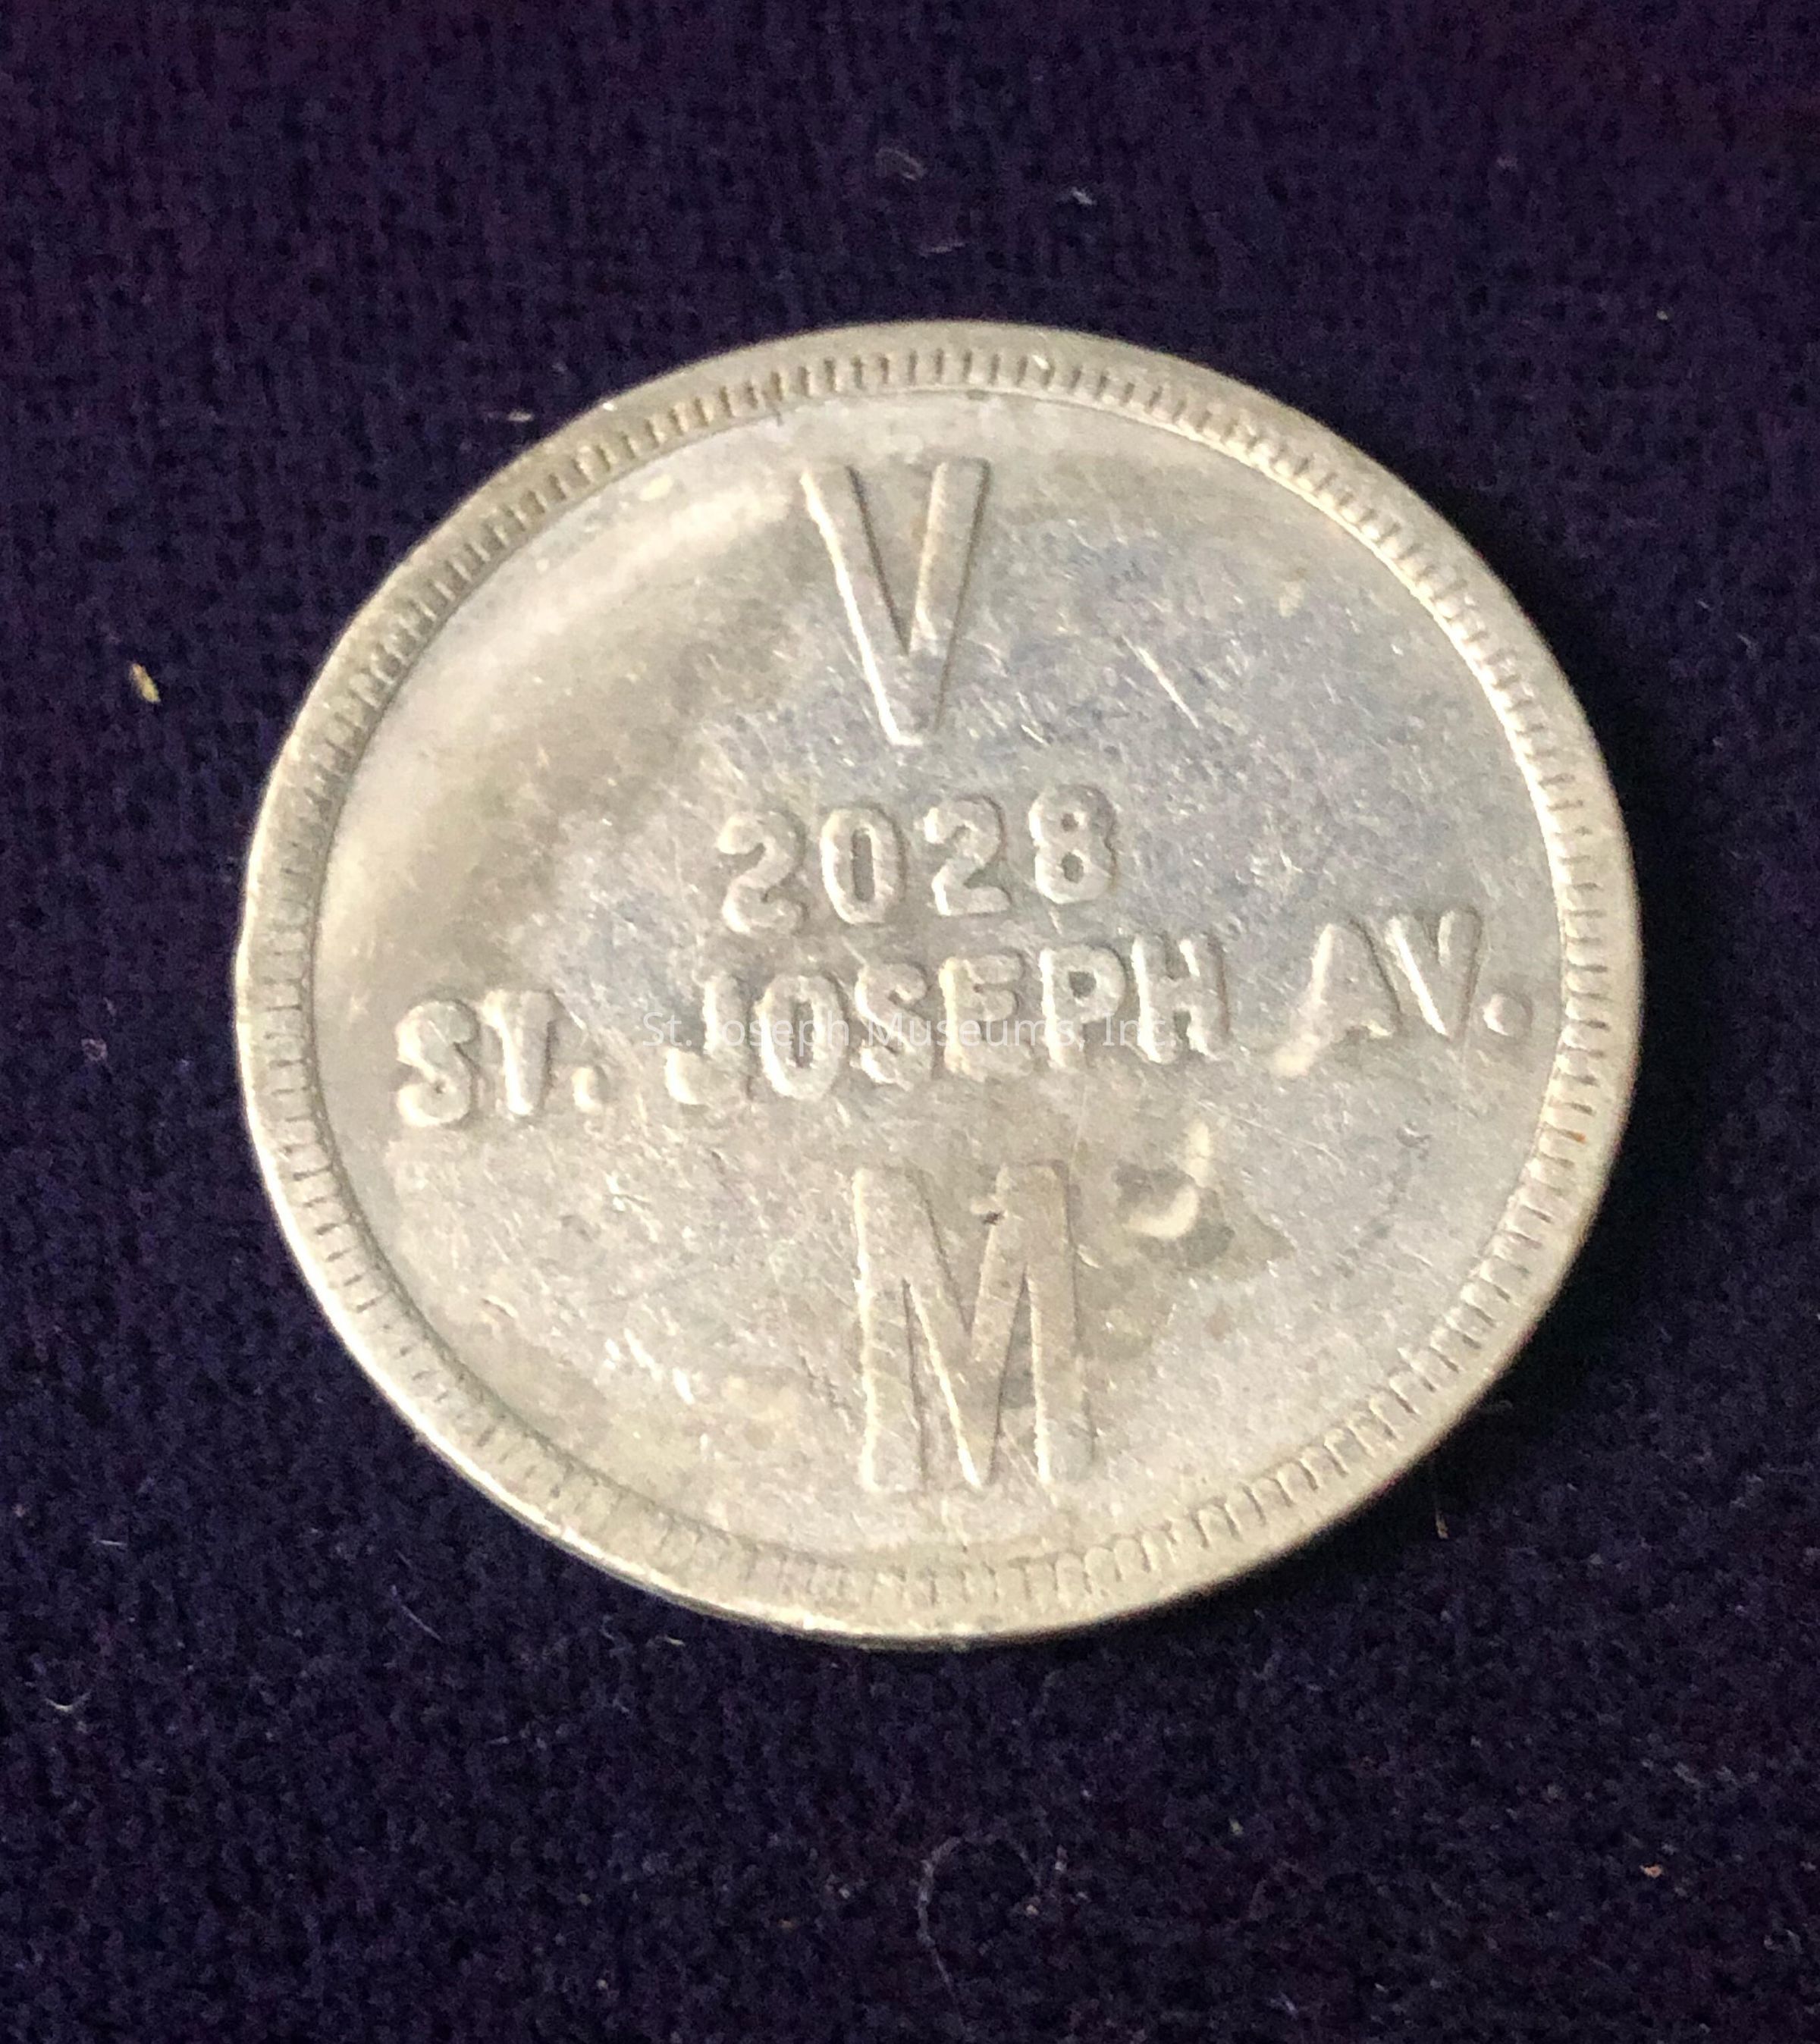 V
2028
ST. JOSEPH AV.
St. Joseph Museums, Inc.
M